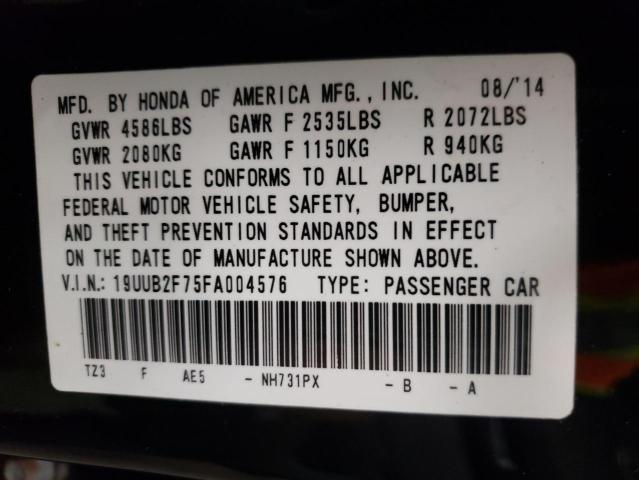 MFD. BY HONDA OF AMERICA MFG., INC. 08/'14
GVWR 4586LBS GAWR F 2535LBS R 2072LBS
GVWR 2080KG GAWR F 1150KG R 940KG
THIS VEHICLE CONFORMS TO ALL APPLICABLE
FEDERAL MOTOR VEHICLE SAFETY, BUMPER,
AND THEFT PREVENTION STANDARDS IN EFFECT
ON THE DATE OF MANUFACTURE SHOWN ABOVE.
V.I.N.: 19UUB2F75FA004576 TYPE: PASSENGER CAR
TZ3 F AE5 - NH731PX - B - A